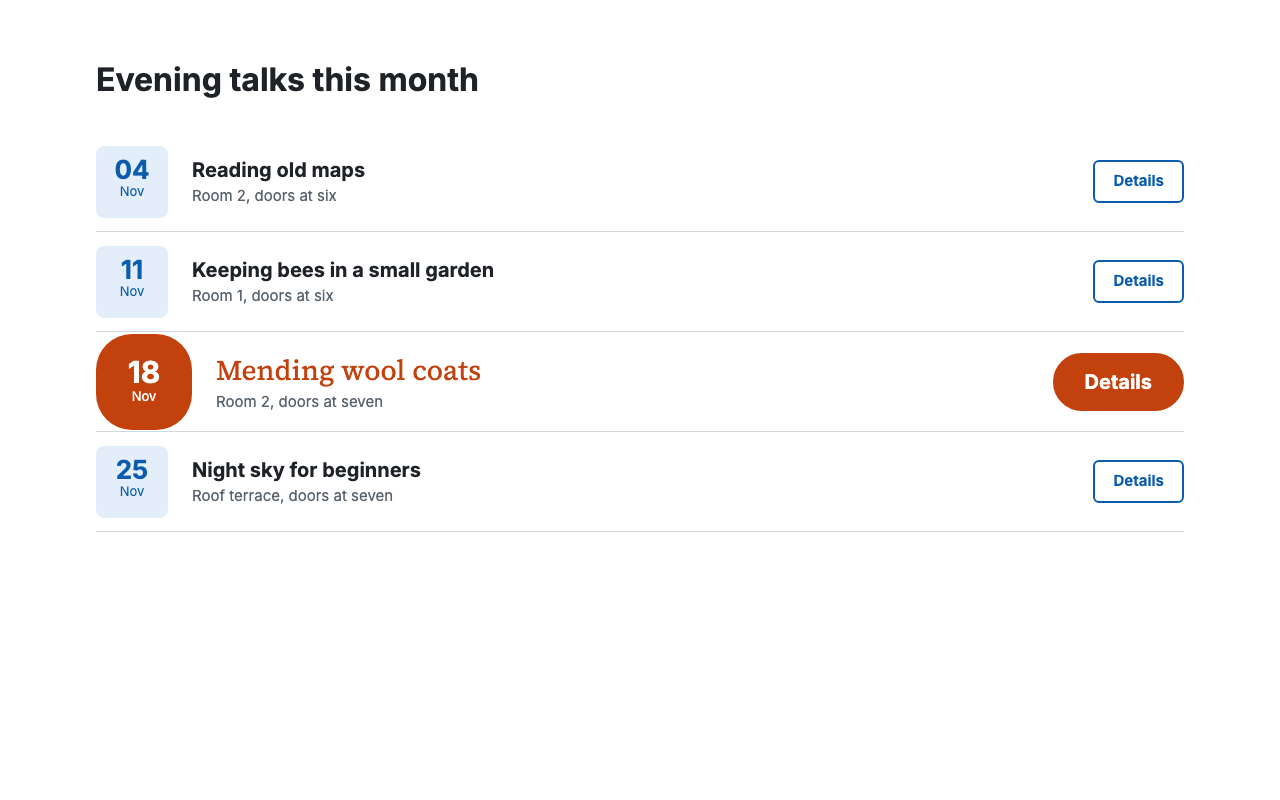 Evening talks this month
04
Nov
Reading old maps
Room 2, doors at six
Details
11
Nov
Keeping bees in a small garden
Room 1, doors at six
Details
18
Nov
Mending wool coats
Room 2, doors at seven
Details
25
Nov
Night sky for beginners
Roof terrace, doors at seven
Details